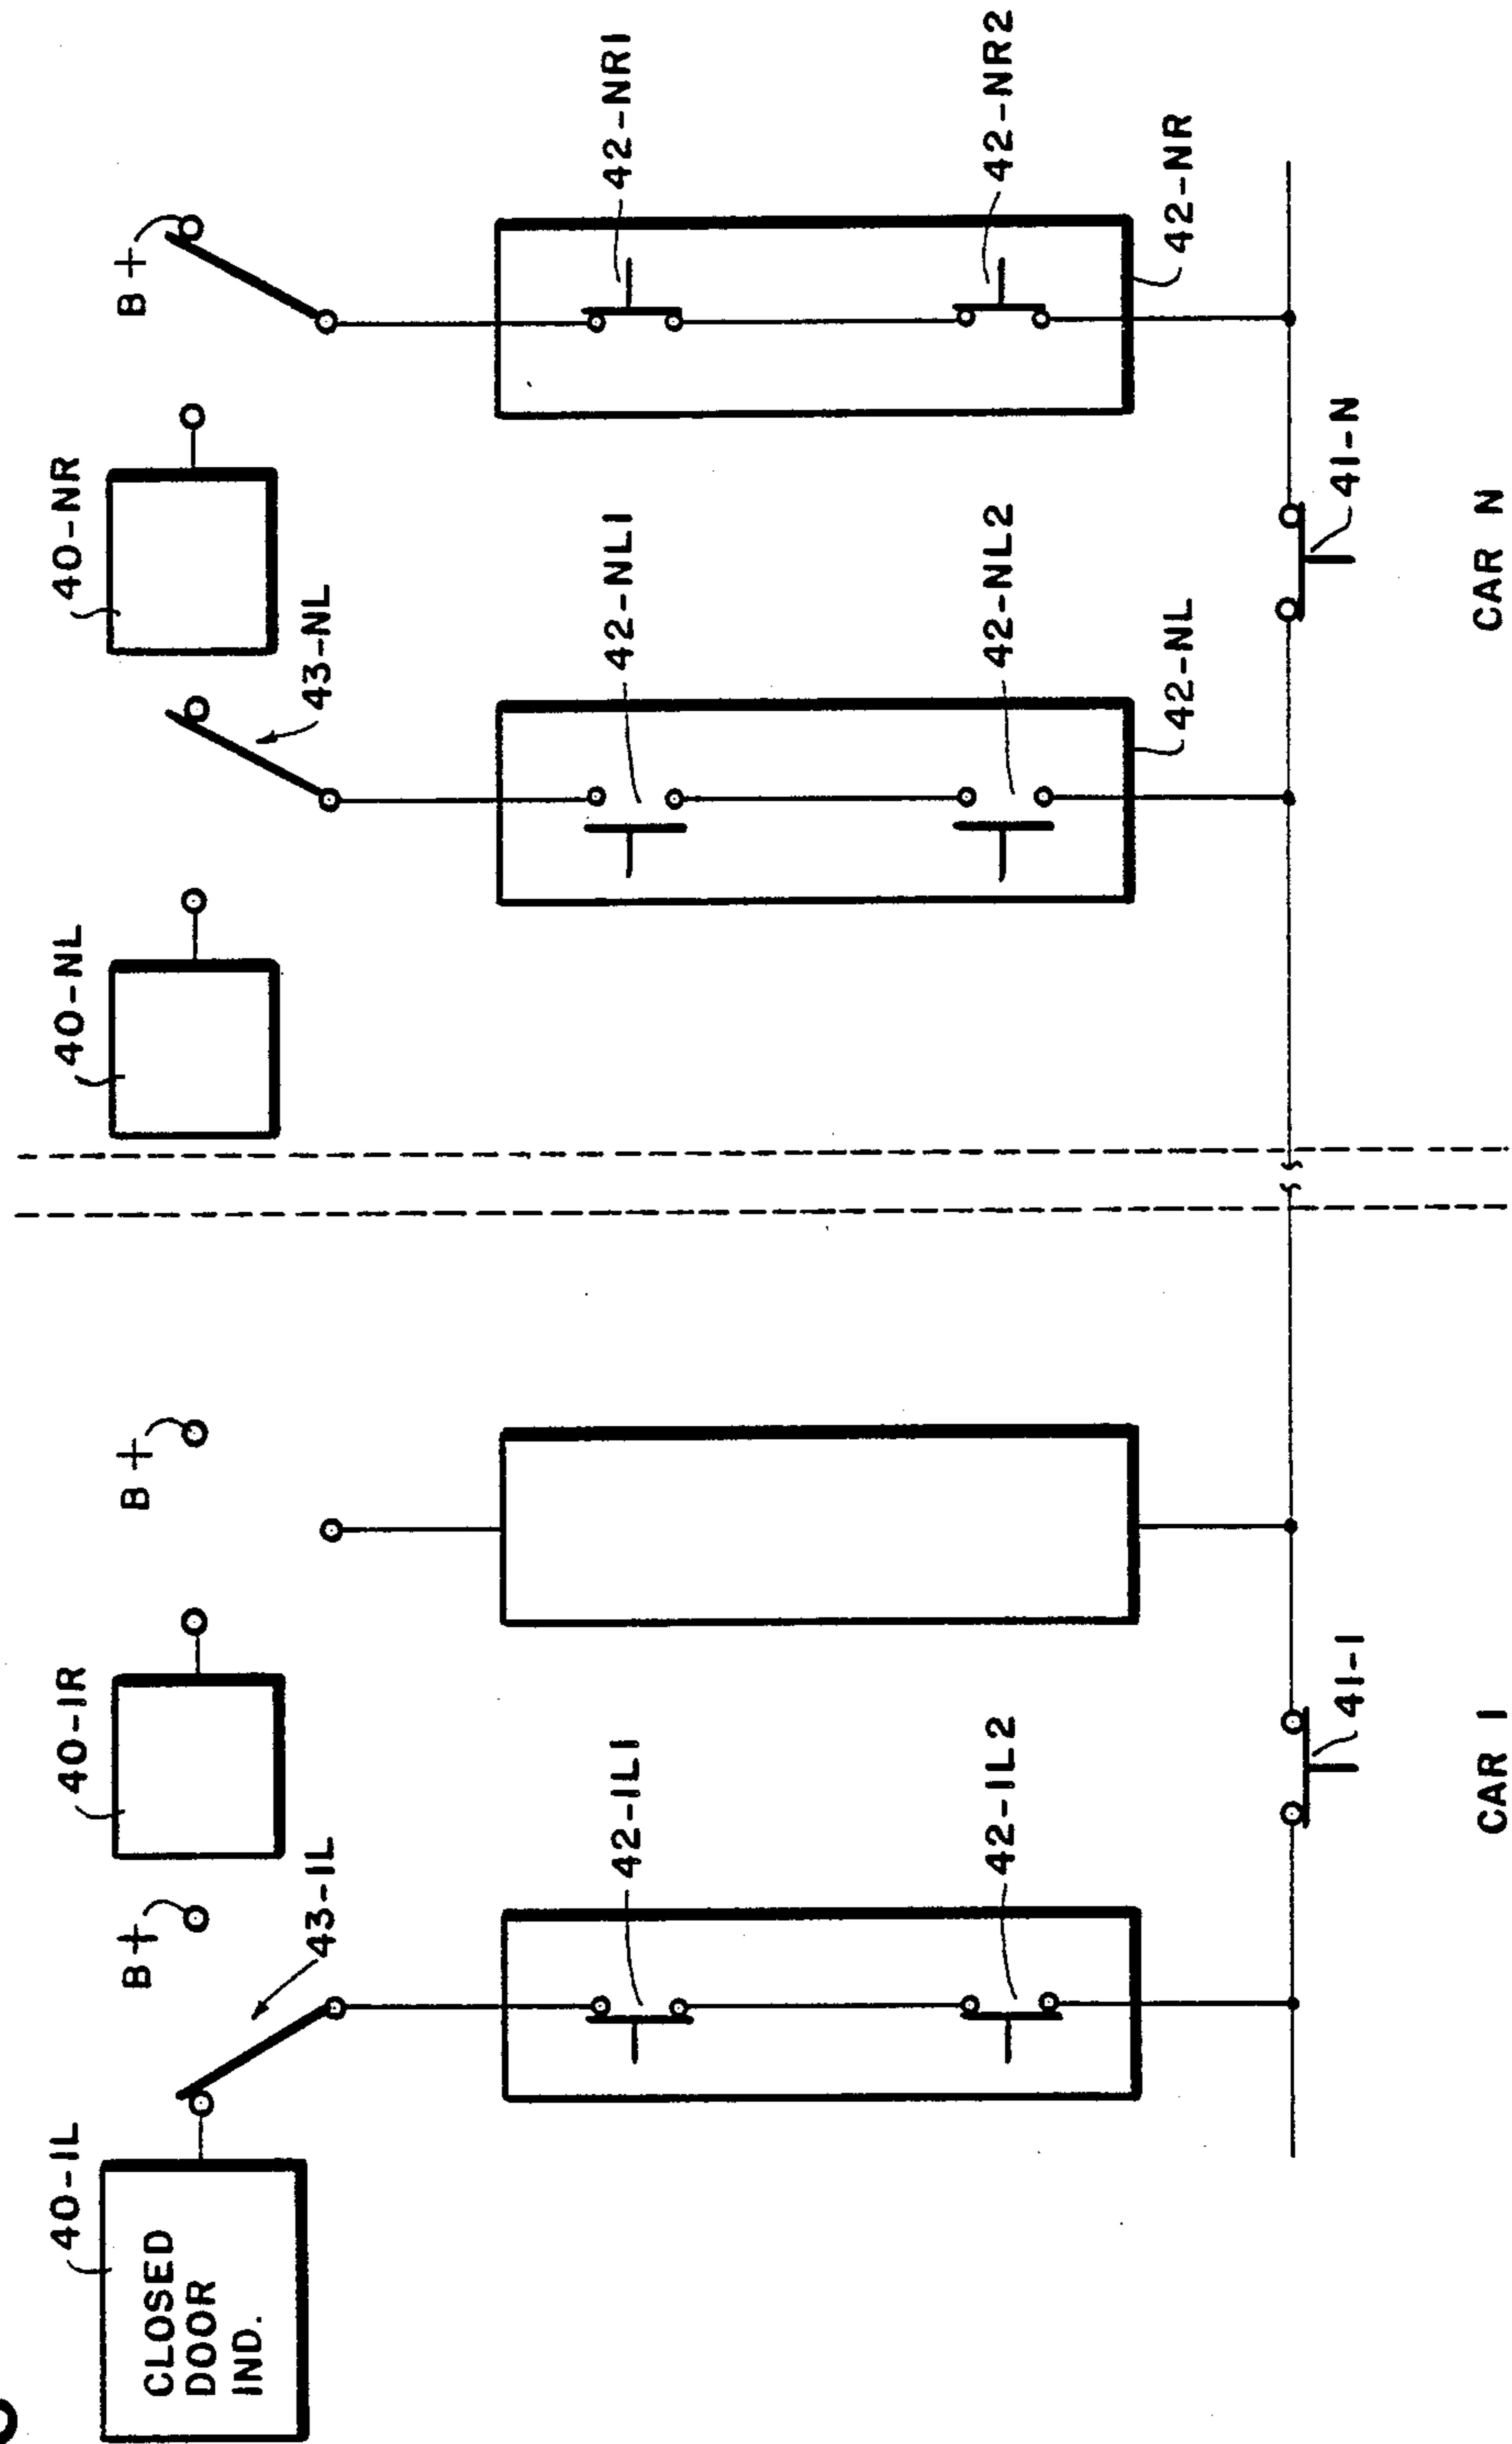 40-1L
CLOSED
DOOR
IND.
B+
43-1L
40-1R
B+
42-1L1
42-1L2
41-1
CAR 1
40-NL
43-NL
40-NR
B+
42-NL1
42-NL2
42-NL
42-NR1
42-NR2
42-NR
41-N
CAR N